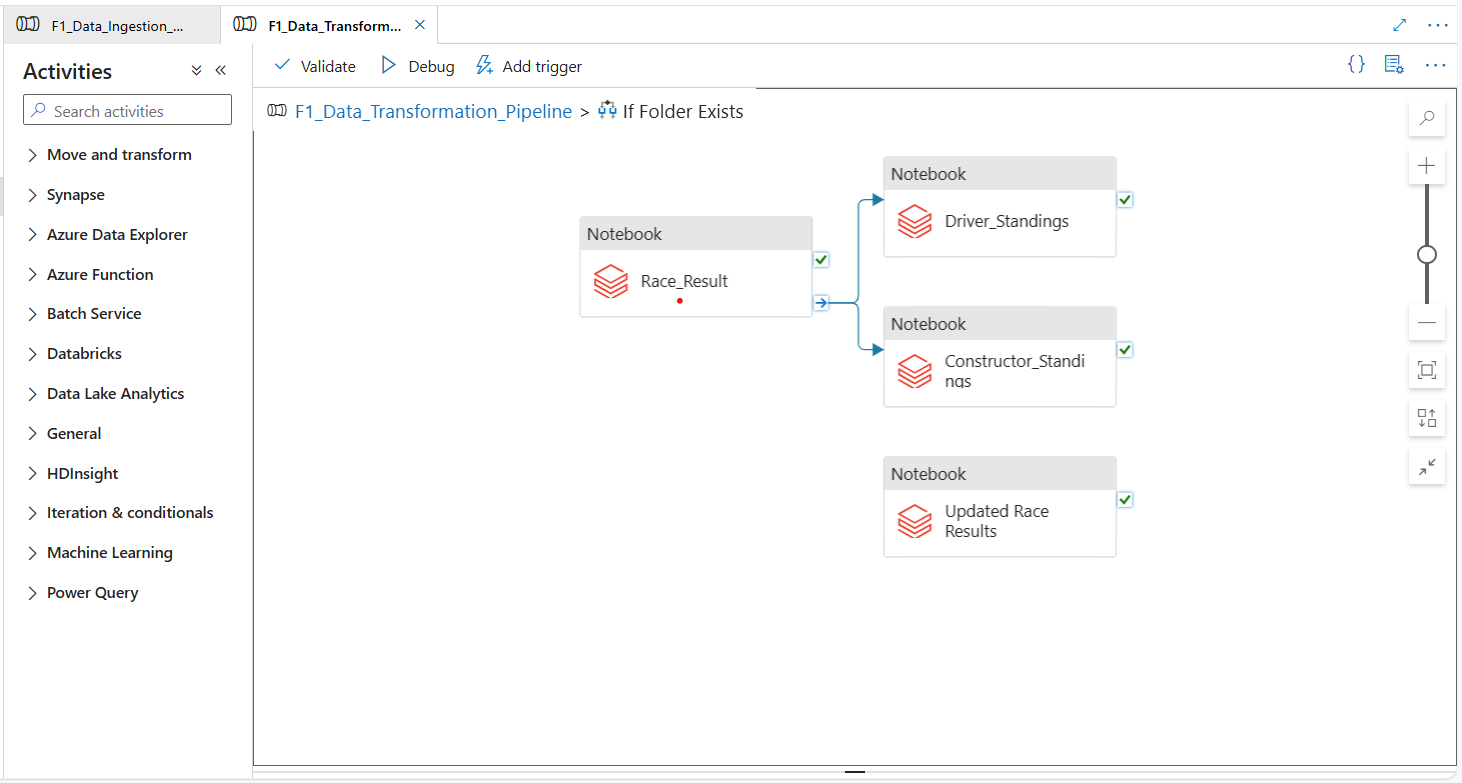 F1_Data_Ingestion_...
F1_Data_Transform...
Activities
Search activities
Move and transform
Synapse
Azure Data Explorer
Azure Function
Batch Service
Databricks
Data Lake Analytics
General
HDInsight
Iteration & conditionals
Machine Learning
Power Query
Validate
Debug
Add trigger
F1_Data_Transformation_Pipeline > If Folder Exists
Notebook
Race_Result
Notebook
Driver_Standings
Notebook
Constructor_Standi
ngs
Notebook
Updated Race
Results